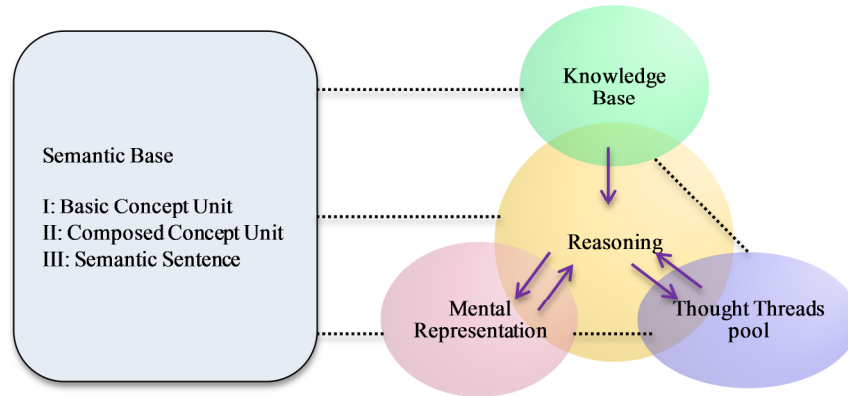 Semantic Base
I: Basic Concept Unit
II: Composed Concept Unit
III: Semantic Sentence
Knowledge
Base
Reasoning
Mental
Representation
Thought Threads
pool